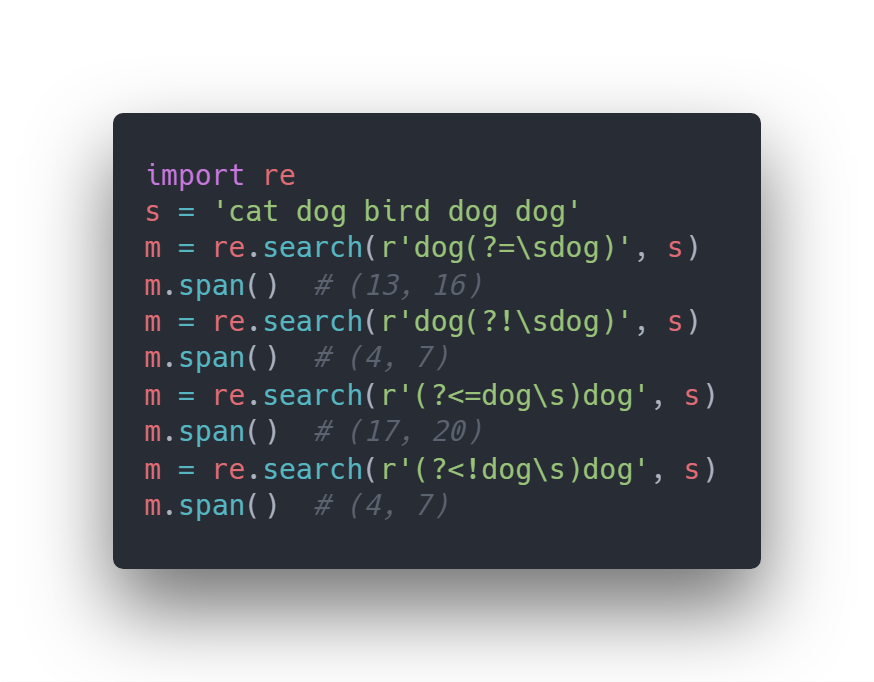 import re
s = 'cat dog bird dog dog'
m = re.search(r'dog(?=\sdog)', s)
m.span()  # (13, 16)
m = re.search(r'dog(?!\sdog)', s)
m.span()  # (4, 7)
m = re.search(r'(?<=dog\s)dog', s)
m.span()  # (17, 20)
m = re.search(r'(?<!dog\s)dog', s)
m.span()  # (4, 7)